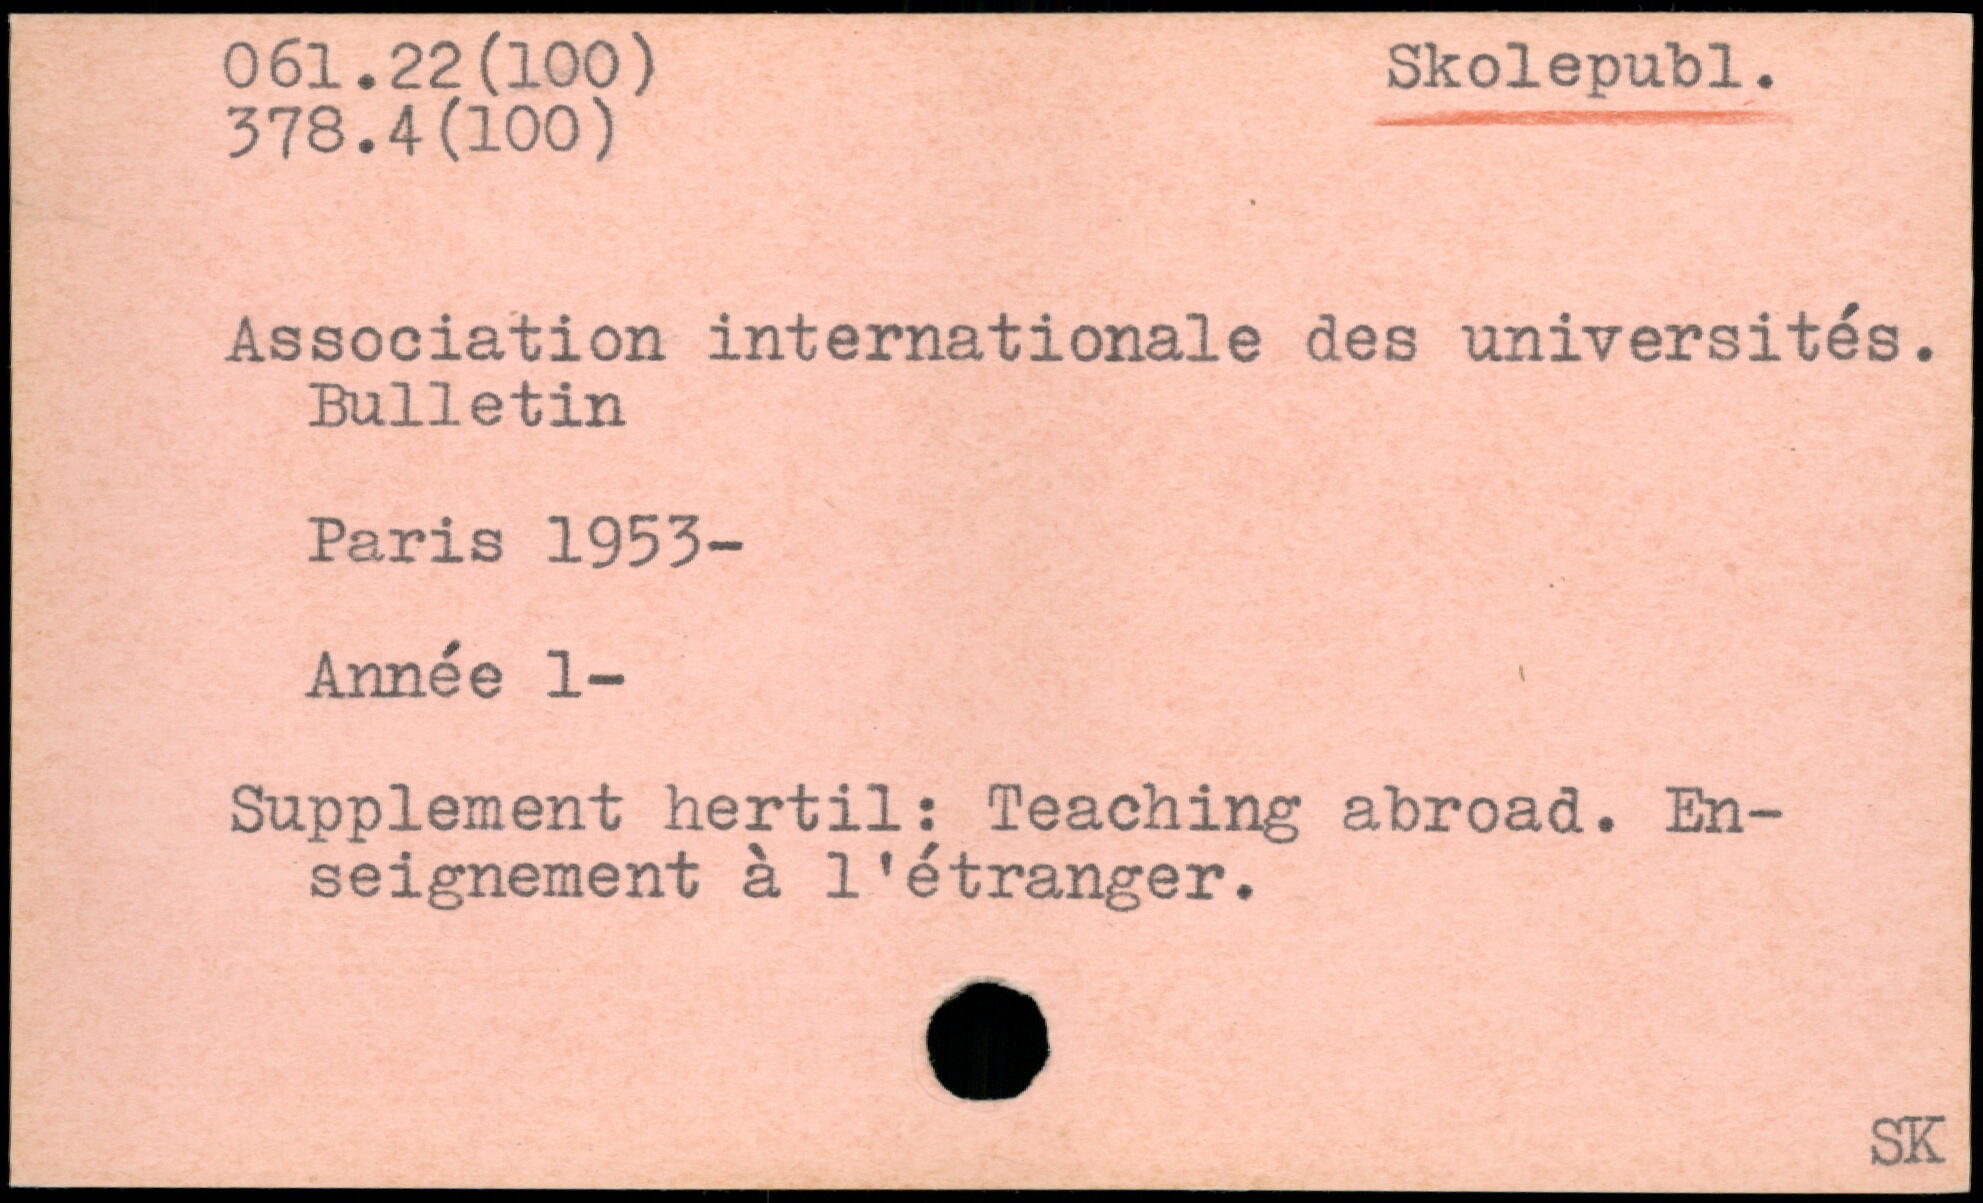 061.22(100) Skolepubl.
378.4(100)
Association internationale des universités.
Bulletin
Paris 1953-
Année 1-
Supplement hertil: Teaching abroad. En-
seignement à l'étranger.
SK